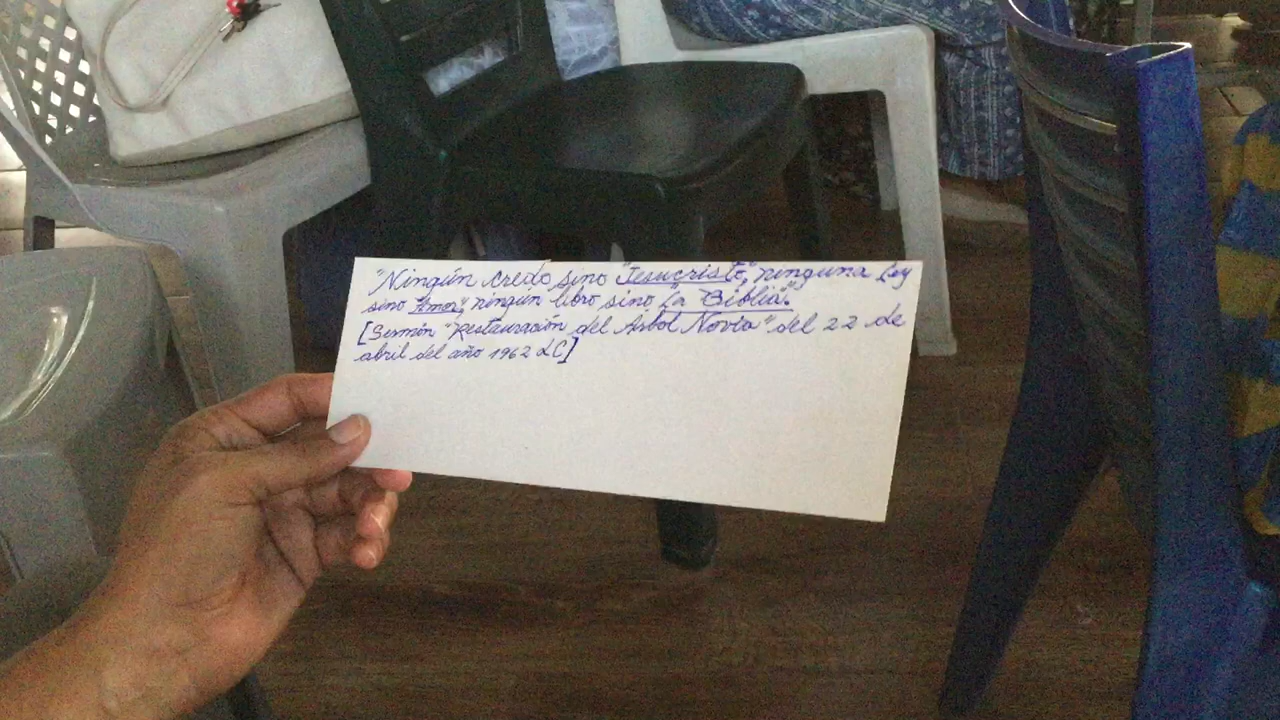 "Ningún credo sino "Jesucristo", ninguna Ley
sino "Amor", ningún libro sino "La Biblia".
[Sermón "Restauración del Arbol Novia" del 22 de
abril del año 1962 dC]